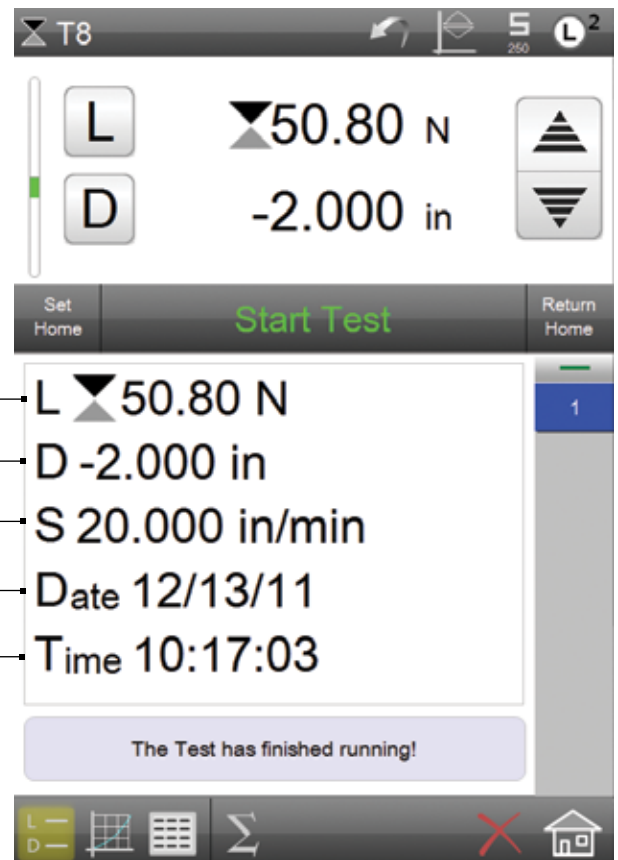 T8 S 250 L 2
L 50.80 N
D -2.000 in
Set Home Start Test Return Home
L 50.80 N
1
D -2.000 in
S 20.000 in/min
Date 12/13/11
Time 10:17:03
The Test has finished running!
L
D
Σ